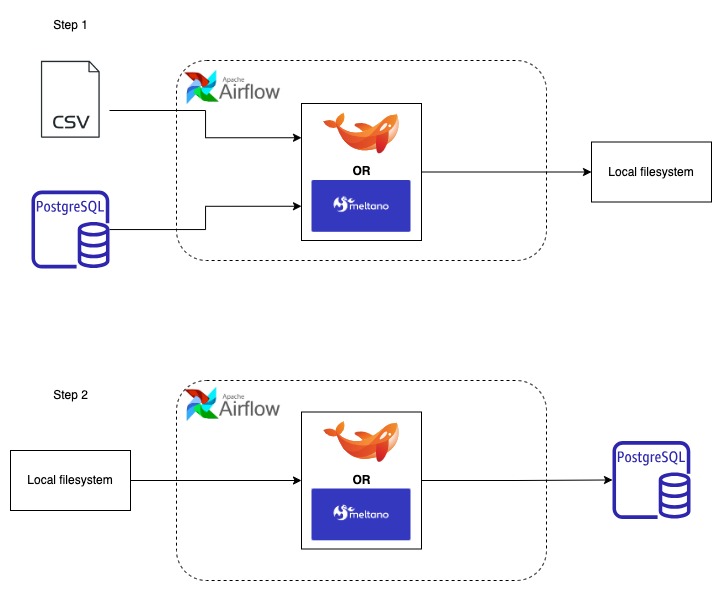 Step 1
CSV
Apache
Airflow
PostgreSQL
OR
meltano
Local filesystem
Step 2
Apache
Airflow
Local filesystem
OR
meltano
PostgreSQL